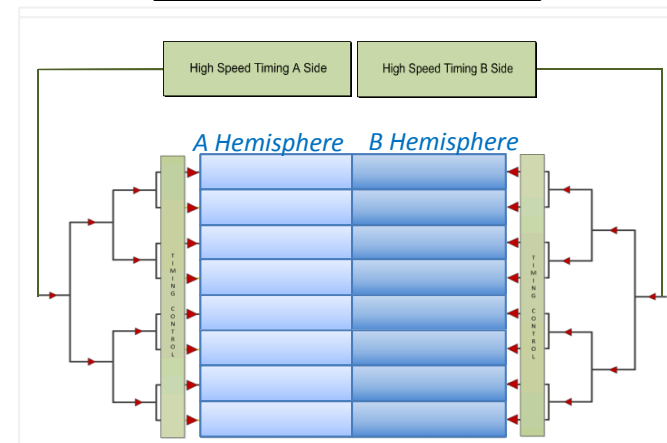 High Speed Timing A Side
High Speed Timing B Side
A Hemisphere
B Hemisphere
TIMING CONTROL
TIMING CONTROL